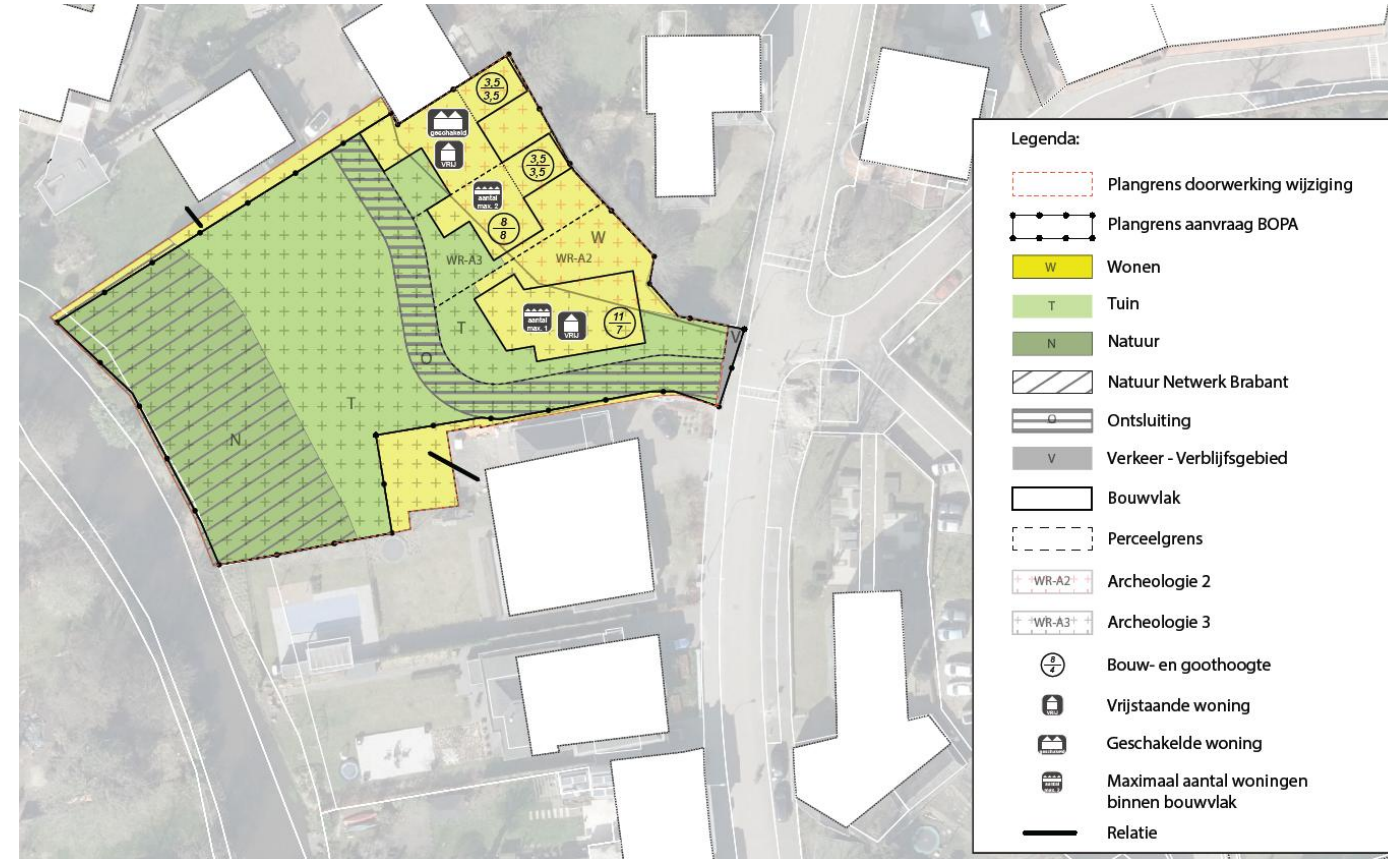 3,5
3,5
geschakeld
VRIJ
3,5
3,5
aantal
max. 2
8
8
W
WR-A3
WR-A2
aantal
max. 1
VRIJ
11
7
T
V
O
T
N
Legenda:
Plangrens doorwerking wijziging
Plangrens aanvraag BOPA
W Wonen
T Tuin
N Natuur
Natuur Netwerk Brabant
O Ontsluiting
V Verkeer - Verblijfsgebied
Bouwvlak
Perceelgrens
WR-A2 Archeologie 2
WR-A3 Archeologie 3
8
4
Bouw- en goothoogte
VRIJ Vrijstaande woning
Geschakelde woning
Maximaal aantal woningen
binnen bouwvlak
Relatie